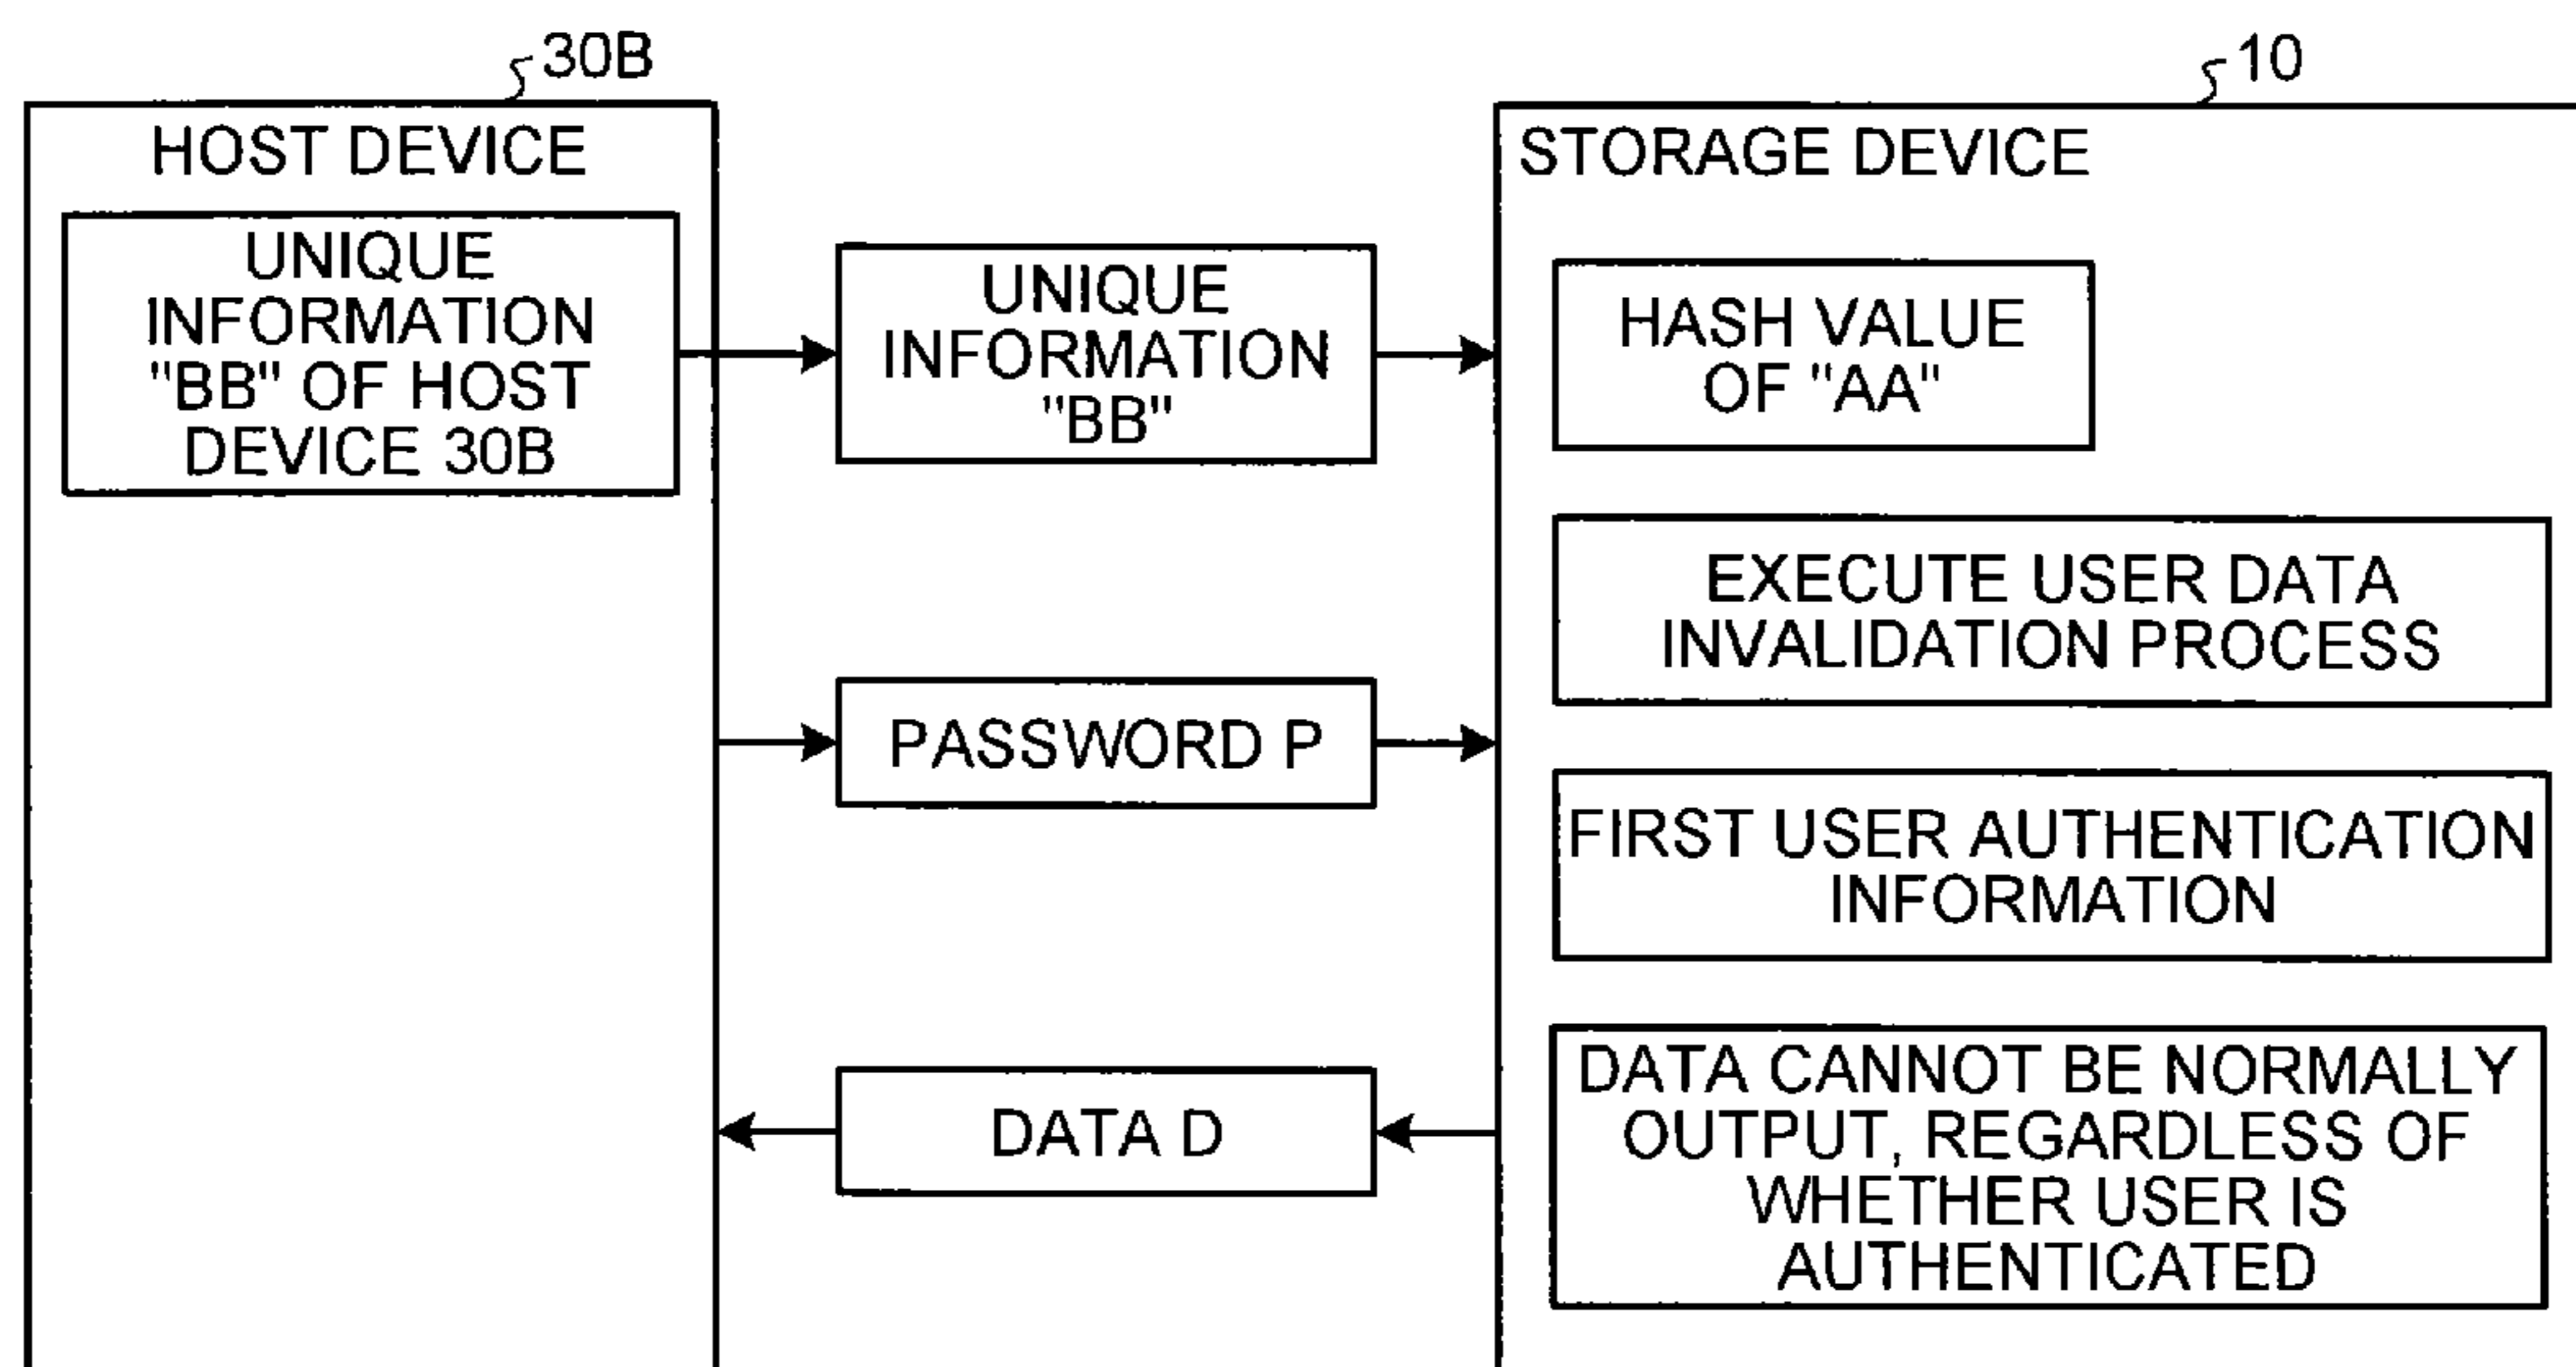 30B
HOST DEVICE
UNIQUE
INFORMATION
"BB" OF HOST
DEVICE 30B
UNIQUE
INFORMATION
"BB"
PASSWORD P
DATA D
10
STORAGE DEVICE
HASH VALUE
OF "AA"
EXECUTE USER DATA
INVALIDATION PROCESS
FIRST USER AUTHENTICATION
INFORMATION
DATA CANNOT BE NORMALLY
OUTPUT, REGARDLESS OF
WHETHER USER IS
AUTHENTICATED